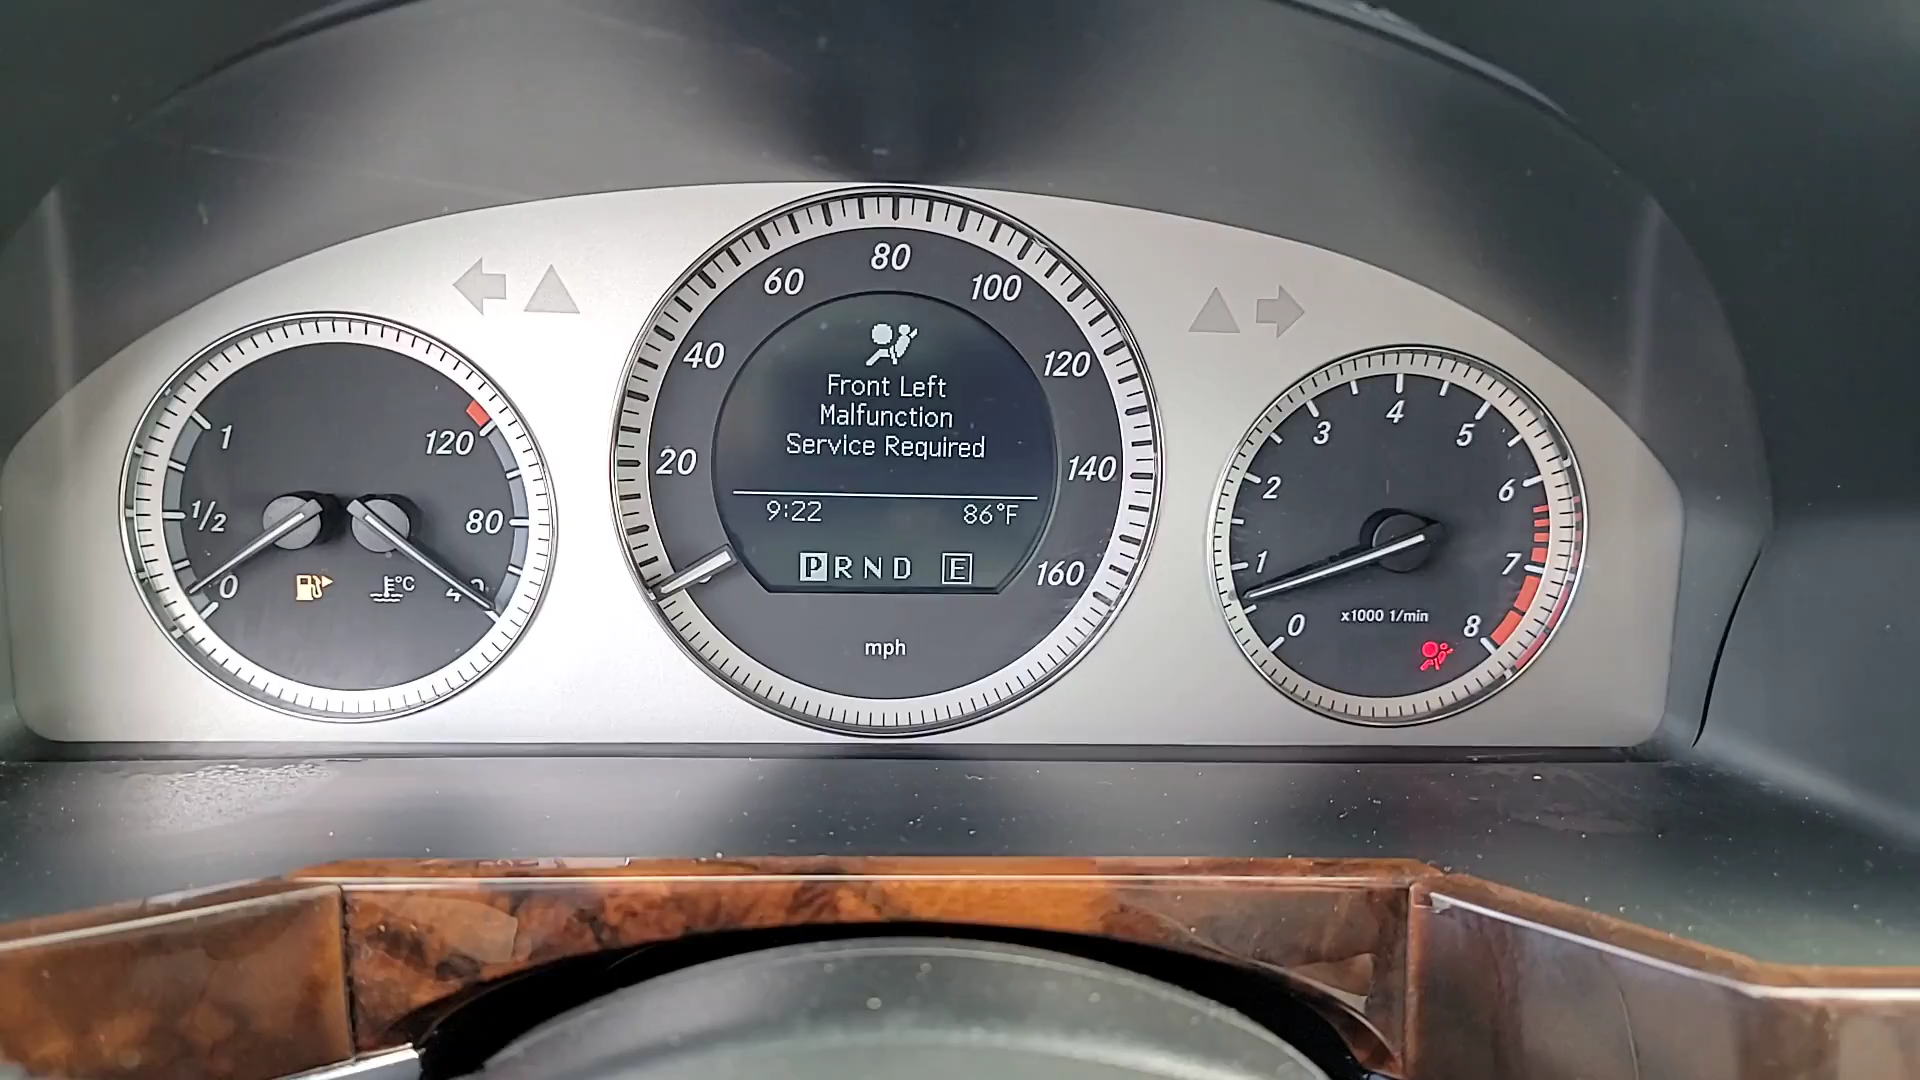 1
1/2
0
120
80
°C
20
40
60
80
100
120
140
160
Front Left
Malfunction
Service Required
9:22 86°F
P R N D E
mph
0
1
2
3
4
5
6
7
8
x1000 1/min